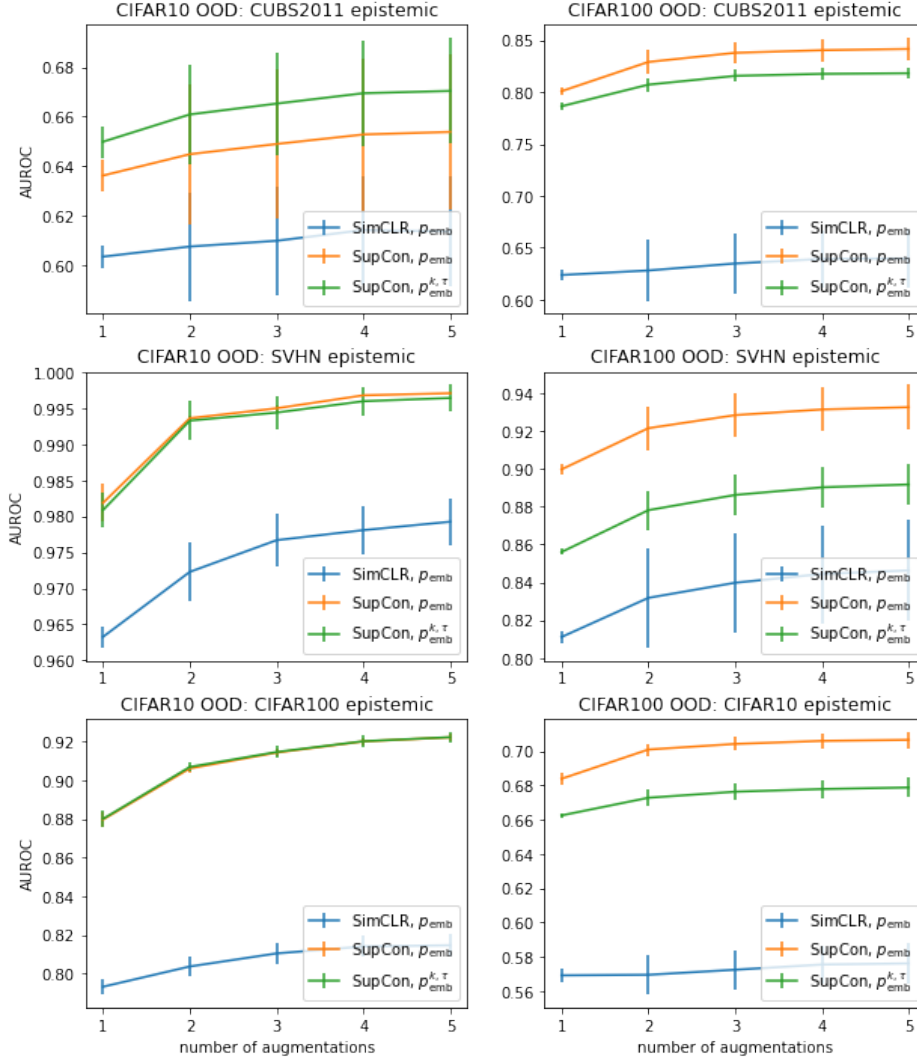 CIFAR10 OOD: CUBS2011 epistemic
AUROC
0.68
0.66
0.64
0.62
0.60
1 2 3 4 5
SimCLR, p_emb
SupCon, p_emb
SupCon, p_emb^k,τ
CIFAR100 OOD: CUBS2011 epistemic
0.85
0.80
0.75
0.70
0.65
0.60
1 2 3 4 5
SimCLR, p_emb
SupCon, p_emb
SupCon, p_emb^k,τ
CIFAR10 OOD: SVHN epistemic
AUROC
1.000
0.995
0.990
0.985
0.980
0.975
0.970
0.965
0.960
1 2 3 4 5
SimCLR, p_emb
SupCon, p_emb
SupCon, p_emb^k,τ
CIFAR100 OOD: SVHN epistemic
0.94
0.92
0.90
0.88
0.86
0.84
0.82
0.80
1 2 3 4 5
SimCLR, p_emb
SupCon, p_emb
SupCon, p_emb^k,τ
CIFAR10 OOD: CIFAR100 epistemic
AUROC
0.92
0.90
0.88
0.86
0.84
0.82
0.80
1 2 3 4 5
number of augmentations
SimCLR, p_emb
SupCon, p_emb
SupCon, p_emb^k,τ
CIFAR100 OOD: CIFAR10 epistemic
0.70
0.68
0.66
0.64
0.62
0.60
0.58
0.56
1 2 3 4 5
number of augmentations
SimCLR, p_emb
SupCon, p_emb
SupCon, p_emb^k,τ